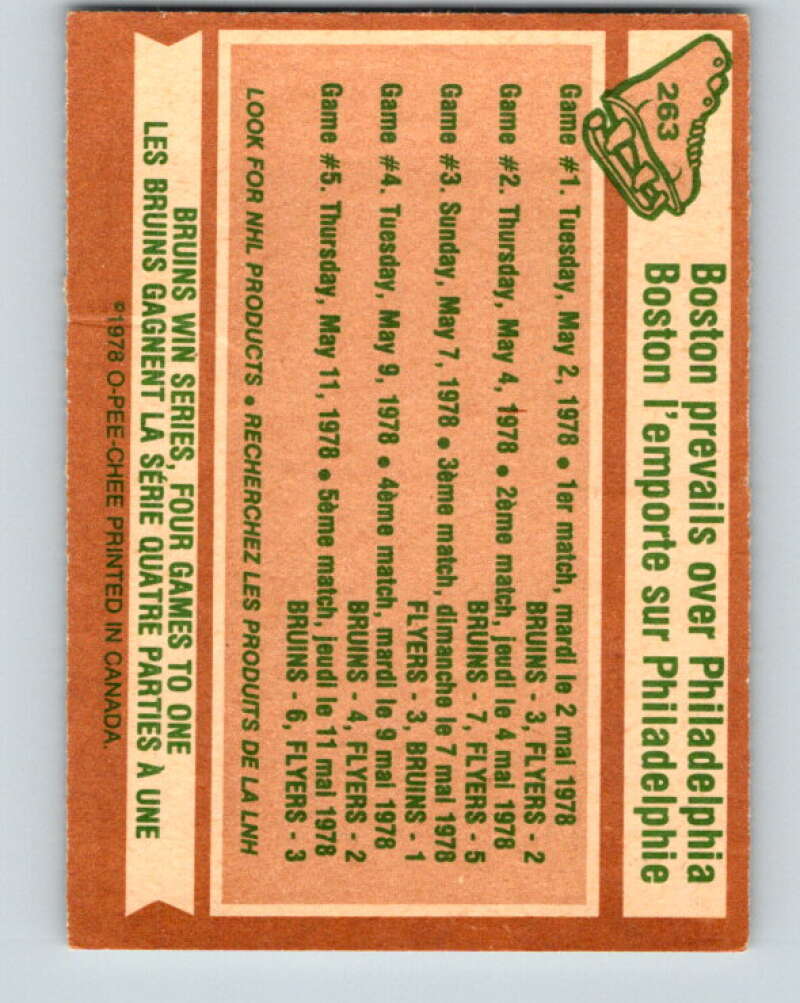 263
Boston prevails over Philadelphia
Boston l'emporte sur Philadelphie
Game #1. Tuesday, May 2, 1978 • 1er match, mardi le 2 mai 1978
BRUINS - 3, FLYERS - 2
Game #2. Thursday, May 4, 1978 • 2ème match, jeudi le 4 mai 1978
BRUINS - 7, FLYERS - 5
Game #3. Sunday, May 7, 1978 • 3ème match, dimanche le 7 mai 1978
FLYERS - 3, BRUINS - 1
Game #4. Tuesday, May 9, 1978 • 4ème match, mardi le 9 mai 1978
BRUINS - 4, FLYERS - 2
Game #5. Thursday, May 11, 1978 • 5ème match, jeudi le 11 mai 1978
BRUINS - 6, FLYERS - 3
LOOK FOR NHL PRODUCTS • RECHERCHEZ LES PRODUITS DE LA LNH
BRUINS WIN SERIES, FOUR GAMES TO ONE
LES BRUINS GAGNENT LA SÉRIE QUATRE PARTIES À UNE
©1978 O-PEE-CHEE PRINTED IN CANADA.